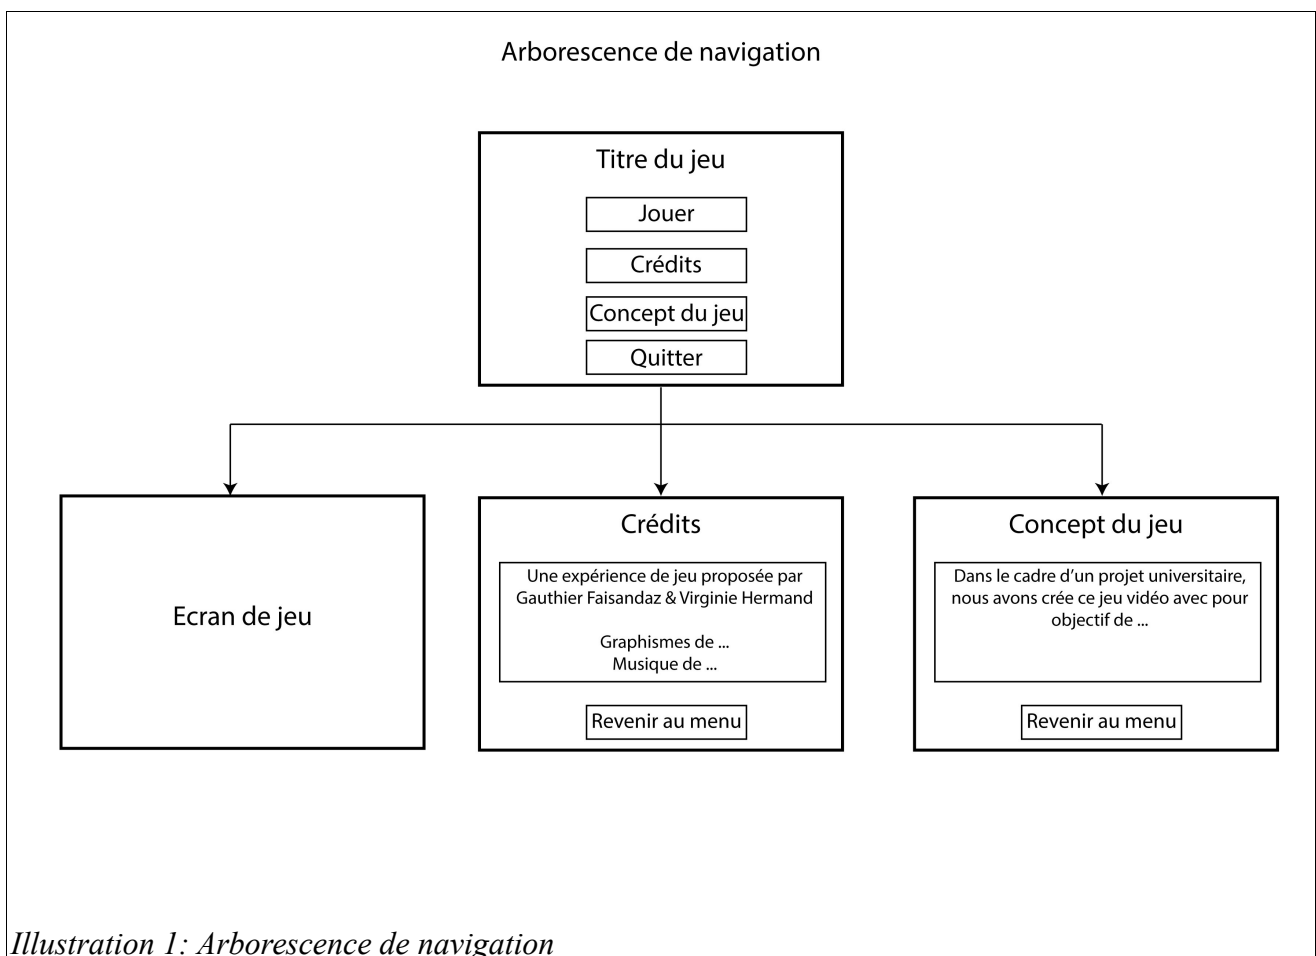 Arborescence de navigation
Titre du jeu
Jouer
Crédits
Concept du jeu
Quitter
Ecran de jeu
Crédits
Une expérience de jeu proposée par
Gauthier Faisandaz & Virginie Hermand
Graphismes de ...
Musique de ...
Revenir au menu
Concept du jeu
Dans le cadre d'un projet universitaire,
nous avons crée ce jeu vidéo avec pour
objectif de ...
Revenir au menu
Illustration 1: Arborescence de navigation